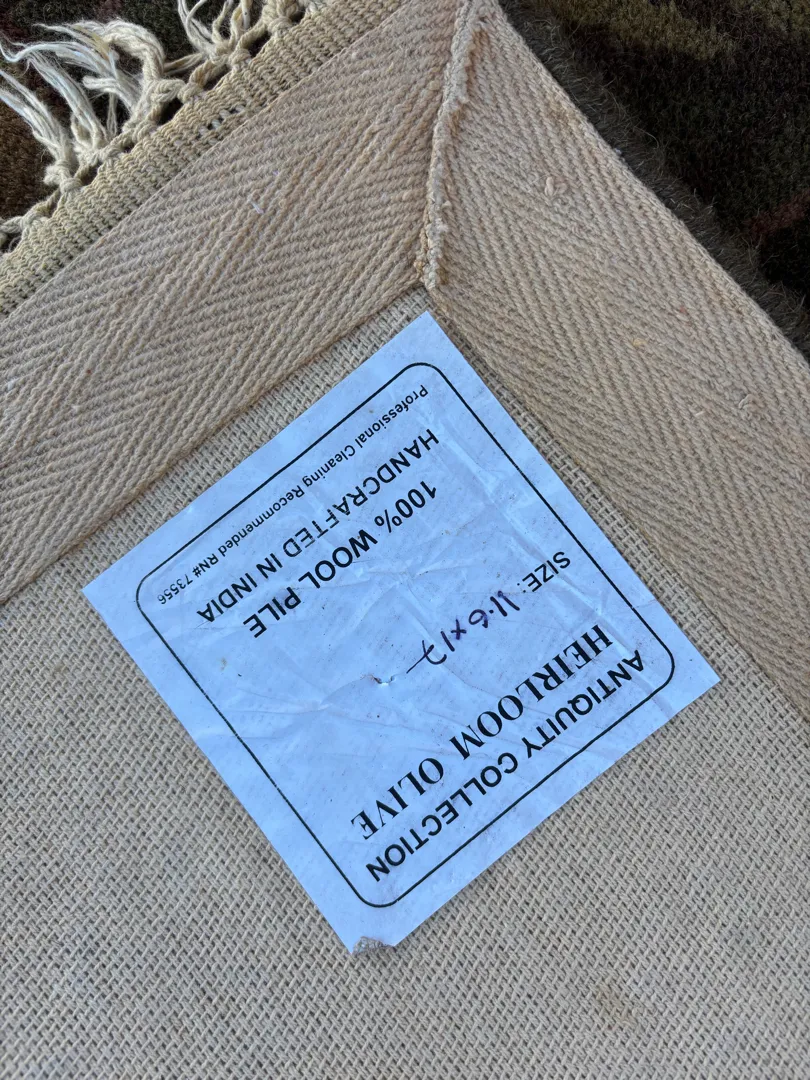 ANTIQUITY COLLECTION
HEIRLOOM OLIVE
SIZE: 11.6x17
100% WOOL PILE
HANDCRAFTED IN INDIA
Professional Cleaning Recommended RN# 73556